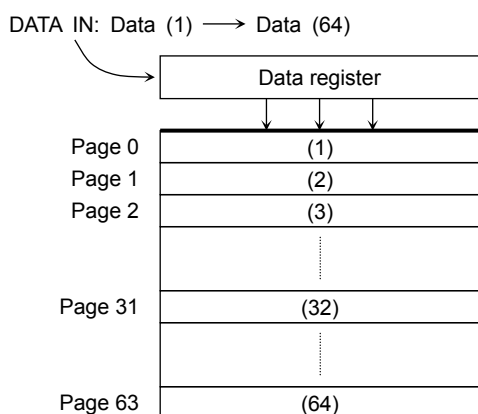 DATA IN: Data (1) Data (64)
Data register
Page 0 (1)
Page 1 (2)
Page 2 (3)
Page 31 (32)
Page 63 (64)